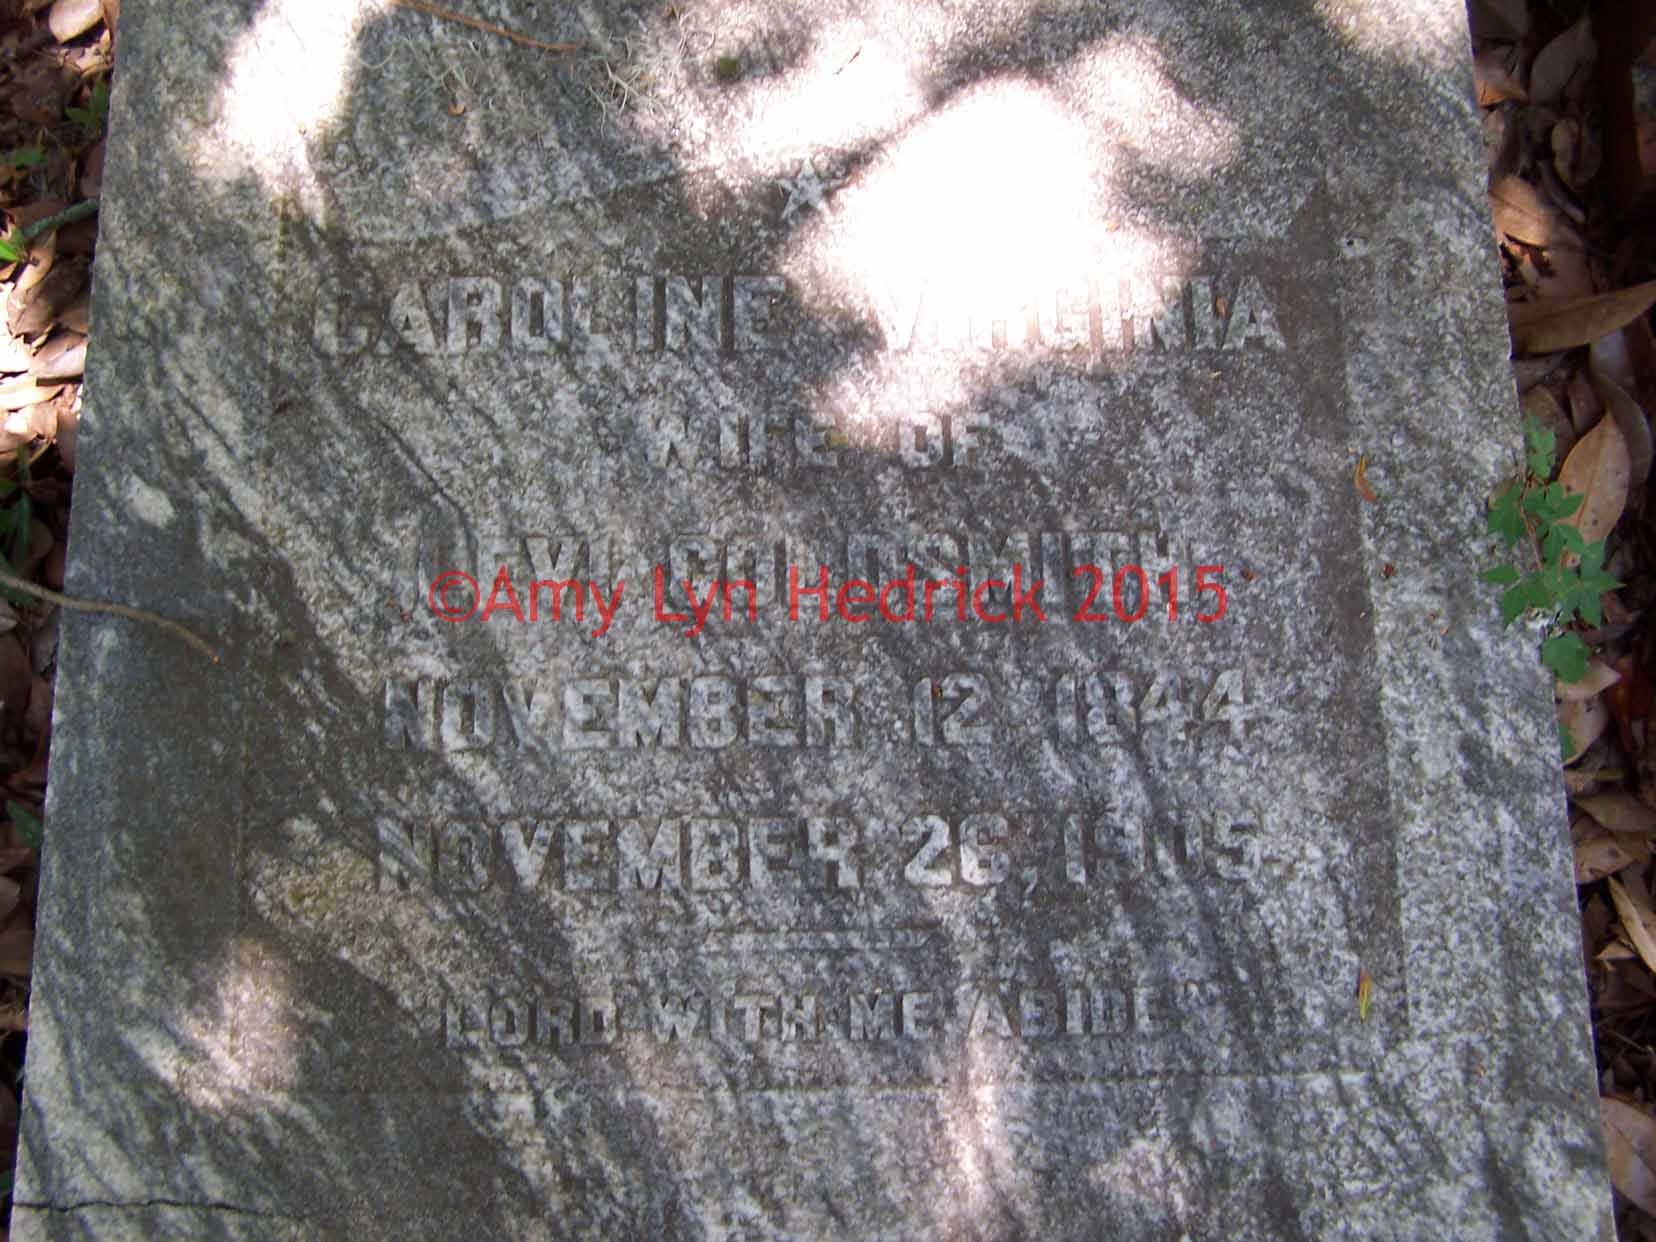 CAROLINE VIRGINIA
WIFE OF
LEVI GOLDSMITH
©Amy Lyn Hedrick 2015
NOVEMBER 12, 1844
NOVEMBER 26, 1905
"LORD WITH ME ABIDE"